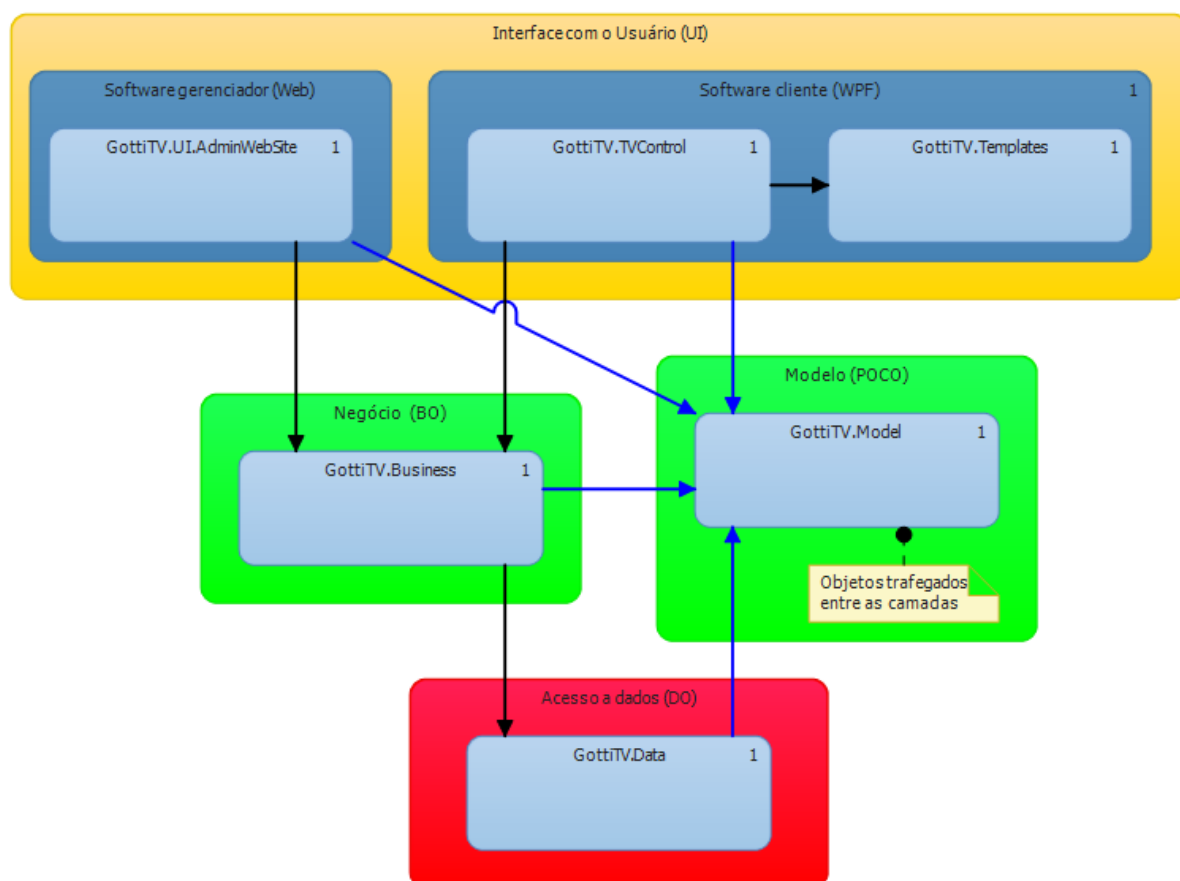 Interface com o Usuário (UI)
Software gerenciador (Web)
Software cliente (WPF) 1
GottiTV.UI.AdminWebSite 1
GottiTV.TVControl 1
GottiTV.Templates 1
Modelo (POCO)
Negócio (BO)
GottiTV.Model 1
GottiTV.Business 1
Objetos trafegados
entre as camadas
Acesso a dados (DO)
GottiTV.Data 1